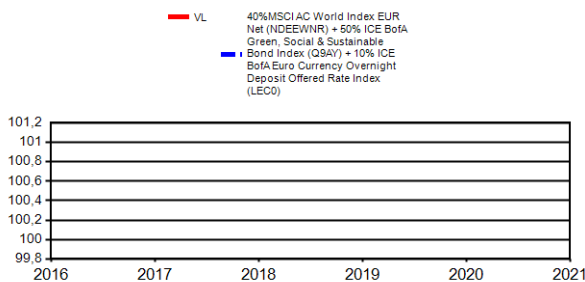 VL
40%MSCI AC World Index EUR
Net (NDEEWNR) + 50% ICE BofA
Green, Social & Sustainable
Bond Index (Q9AY) + 10% ICE
BofA Euro Currency Overnight
Deposit Offered Rate Index
(LEC0)
101,2
101
100,8
100,6
100,4
100,2
100
99,8
2016 2017 2018 2019 2020 2021